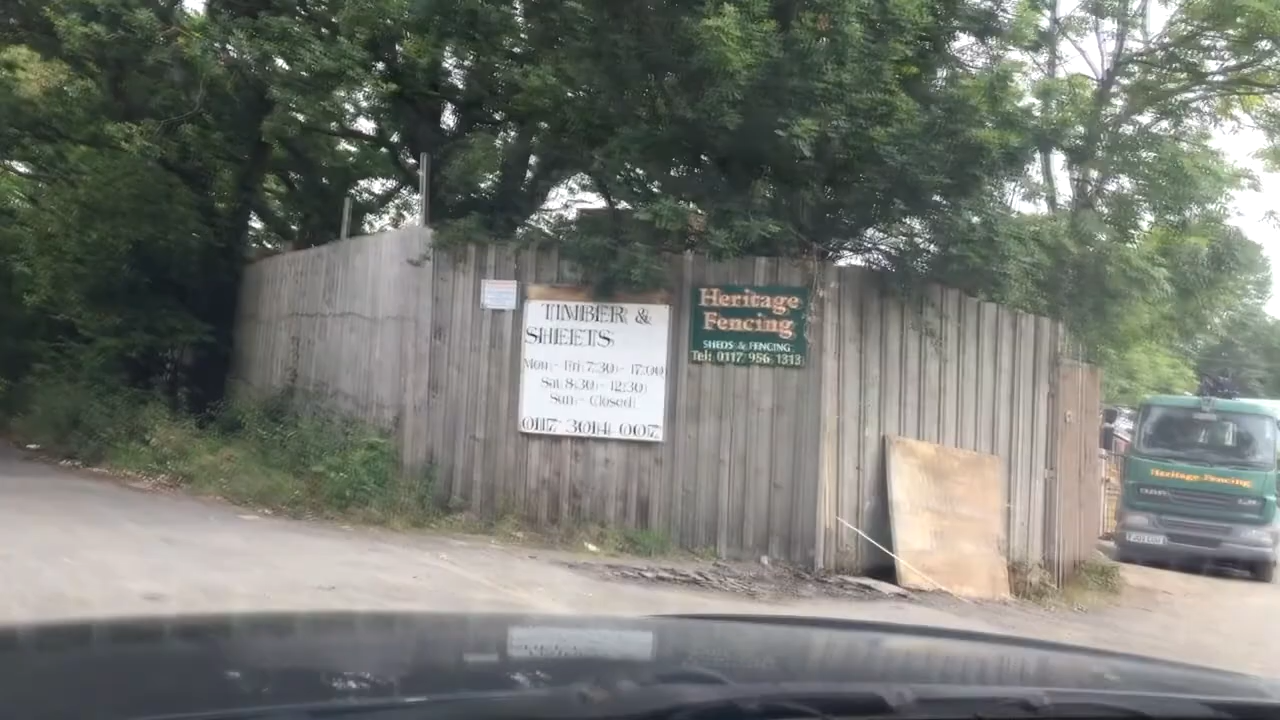 TIMBER &
SHEETS
Mon:- Fri 7:30 - 17:00
Sat 8:30 - 12:30
Sun:- Closed
0117 3014 007
Heritage
Fencing
SHEDS & FENCING
Tel: 0117 956 1313
Heritage Fencing